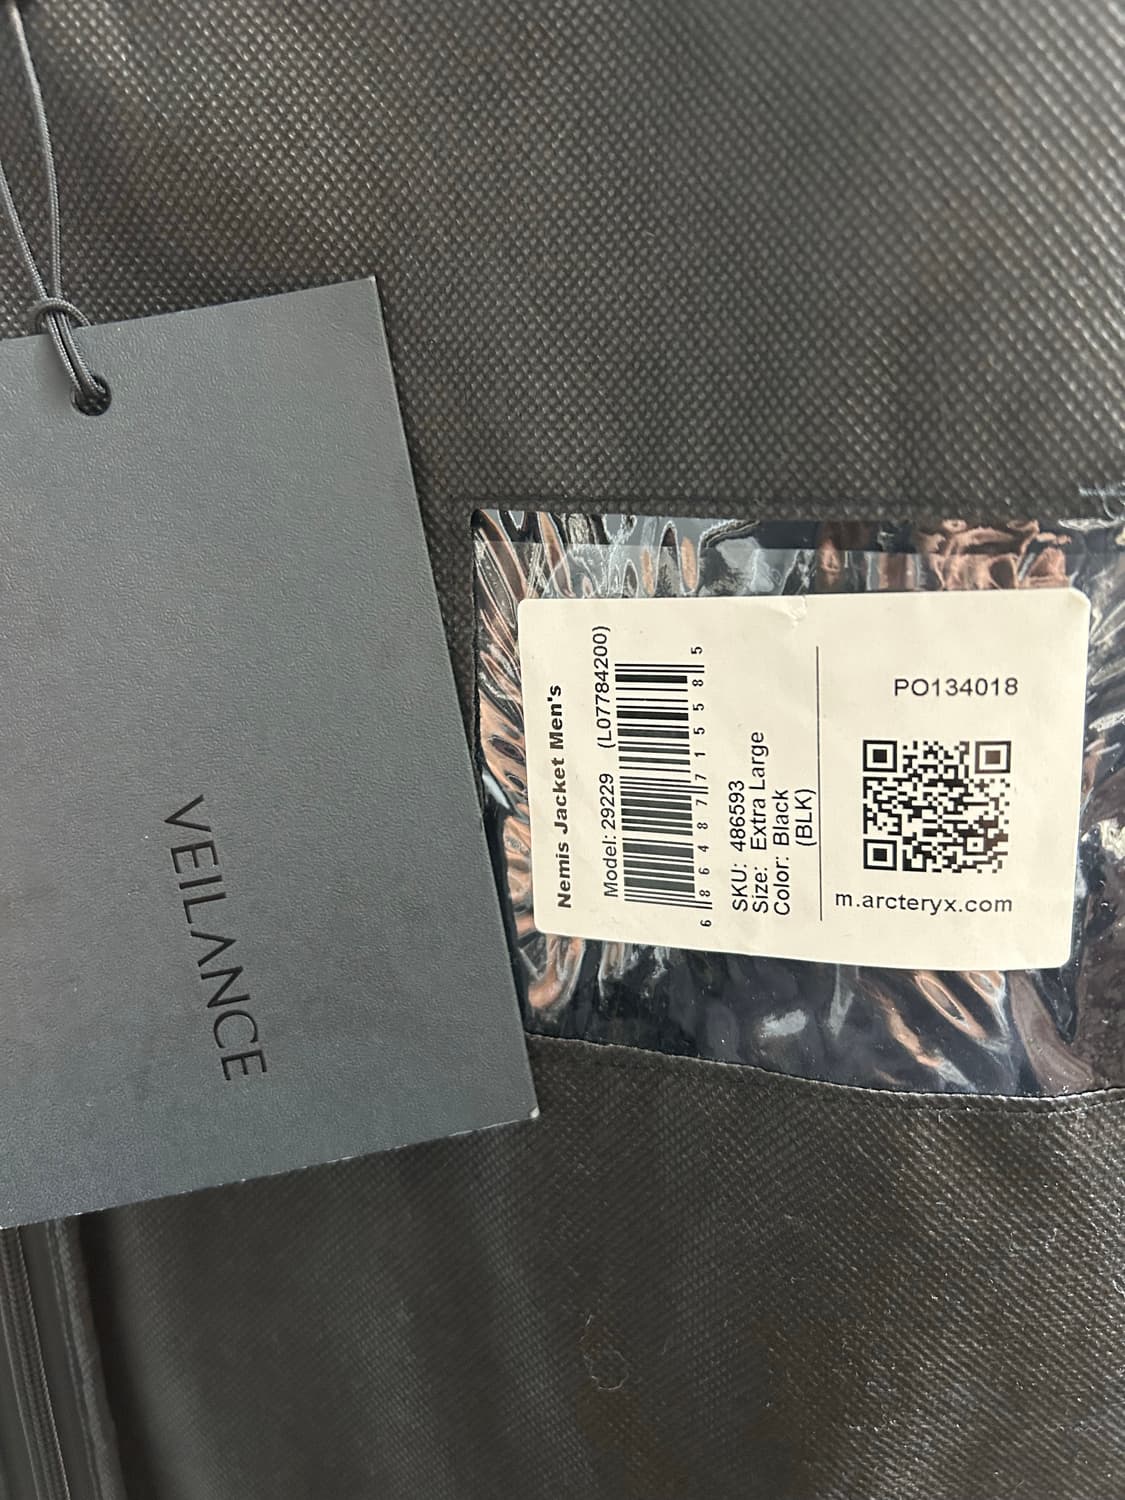 VEILANCE
Nemis Jacket Men's
Model: 29229 (L07784200)
6 86487 71558 5
SKU: 486593
Size: Extra Large
Color: Black
(BLK)
PO134018
m.arcteryx.com